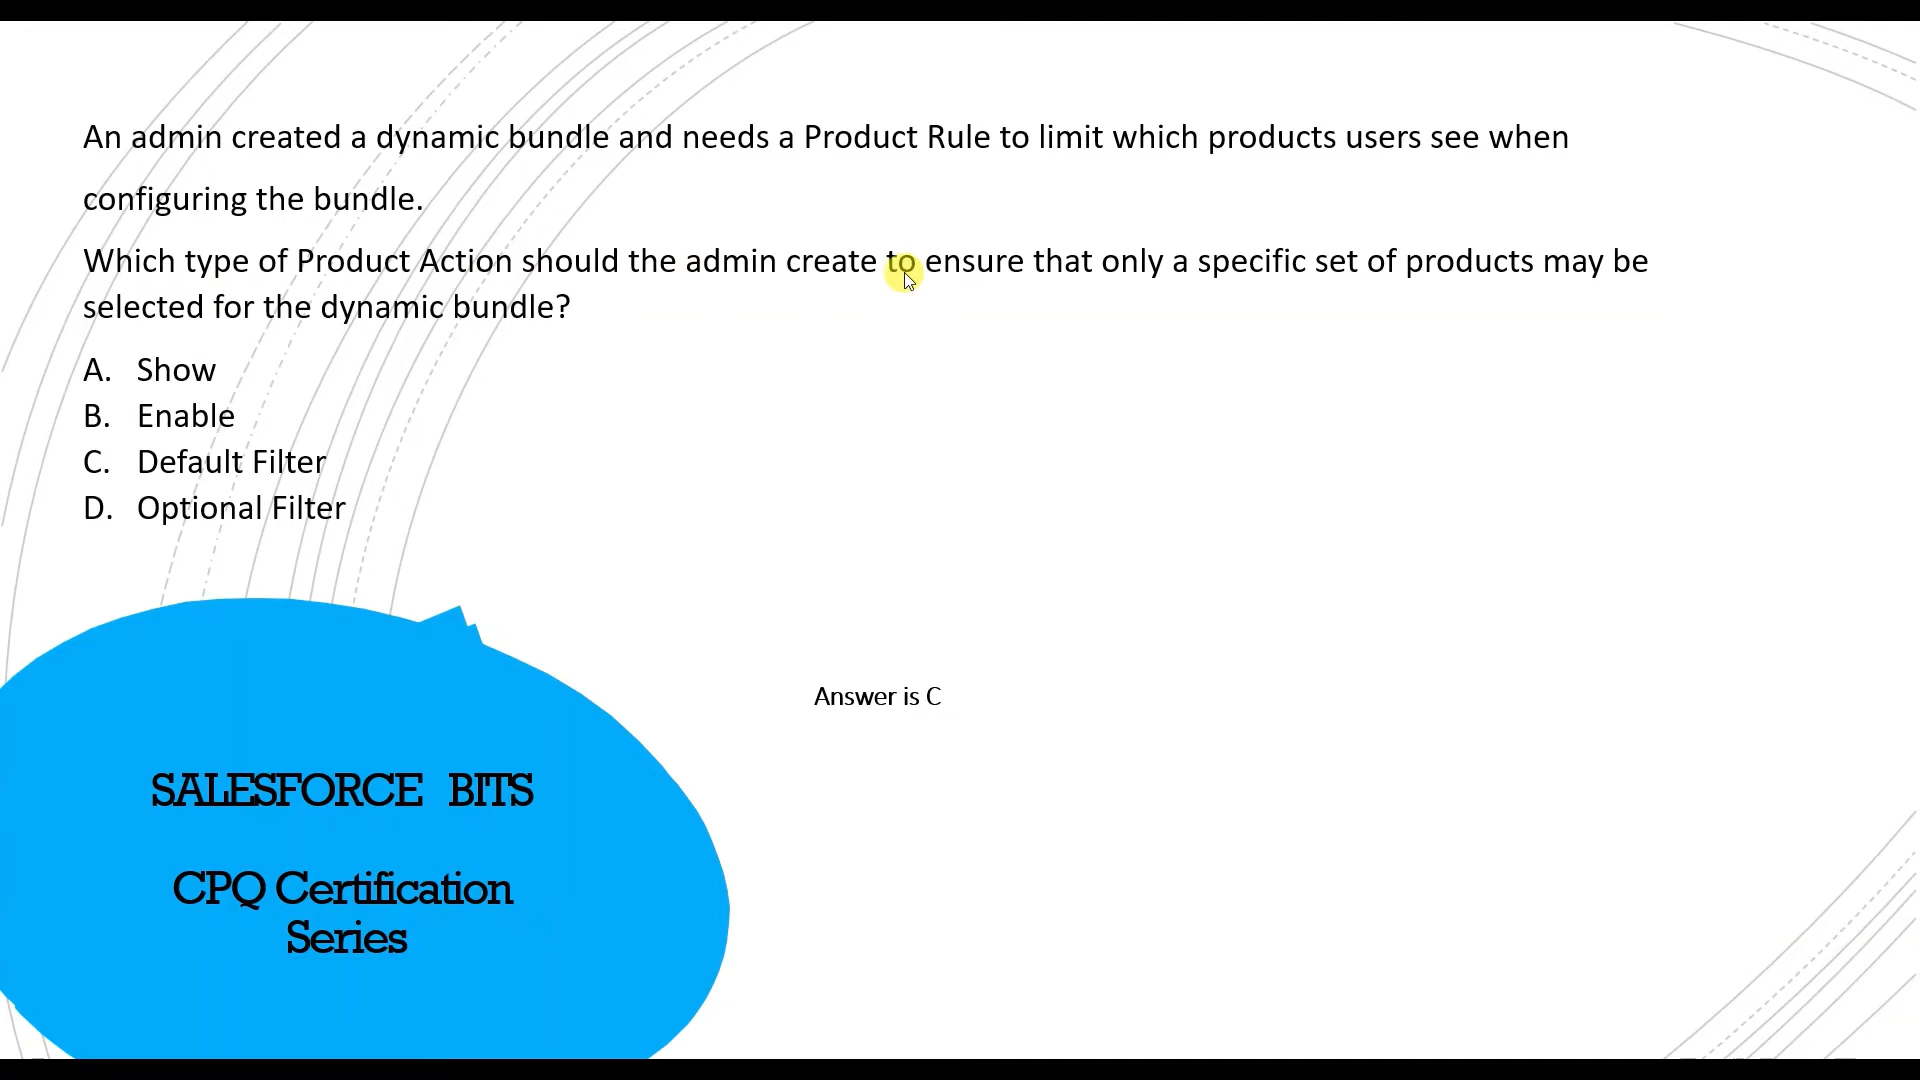 An admin created a dynamic bundle and needs a Product Rule to limit which products users see when
configuring the bundle.
Which type of Product Action should the admin create to ensure that only a specific set of products may be
selected for the dynamic bundle?
A. Show
B. Enable
C. Default Filter
D. Optional Filter
Answer is C
SALESFORCE BITS
CPQ Certification
Series